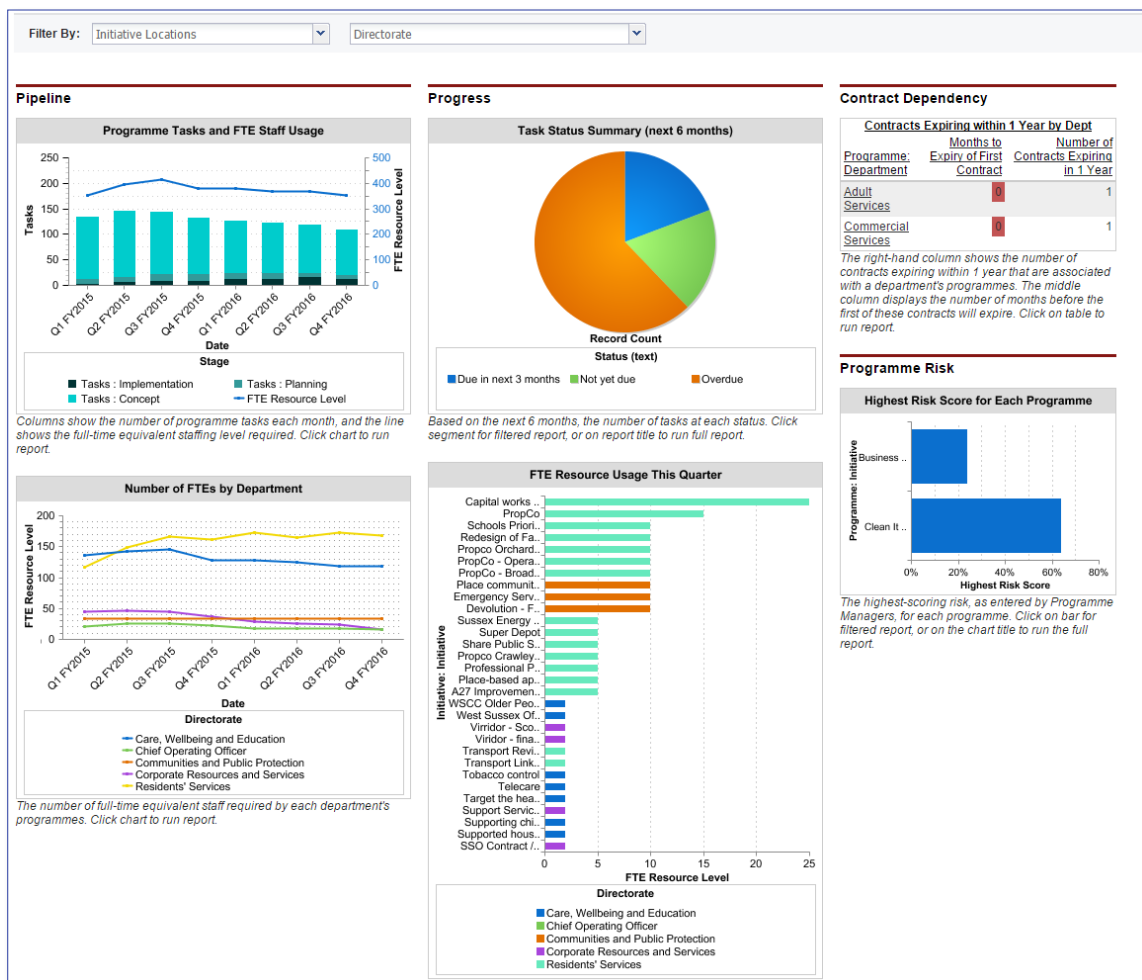 Filter By:
Initiative Locations
Directorate
Pipeline
Programme Tasks and FTE Staff Usage
250
200
150
100
50
0
Tasks
500
400
300
200
100
0
FTE Resource Level
Q1 FY2015
Q2 FY2015
Q3 FY2015
Q4 FY2015
Q1 FY2016
Q2 FY2016
Q3 FY2016
Q4 FY2016
Date
Stage
Tasks : Implementation
Tasks : Planning
Tasks : Concept
FTE Resource Level
Columns show the number of programme tasks each month, and the line
shows the full-time equivalent staffing level required. Click chart to run
report.
Number of FTEs by Department
200
150
100
50
0
FTE Resource Level
Q1 FY2015
Q2 FY2015
Q3 FY2015
Q4 FY2015
Q1 FY2016
Q2 FY2016
Q3 FY2016
Q4 FY2016
Date
Directorate
Care, Wellbeing and Education
Chief Operating Officer
Communities and Public Protection
Corporate Resources and Services
Residents' Services
The number of full-time equivalent staff required by each department's
programmes. Click chart to run report.
Progress
Task Status Summary (next 6 months)
Record Count
Status (text)
Due in next 3 months
Not yet due
Overdue
Based on the next 6 months, the number of tasks at each status. Click
segment for filtered report, or on report title to run full report.
FTE Resource Usage This Quarter
Initiative: Initiative
Capital works ..
PropCo
Schools Priori..
Redesign of Fa..
Propco Orchard..
PropCo - Opera..
PropCo - Broad..
Place communit..
Emergency Serv..
Devolution - F..
Sussex Energy ..
Super Depot
Share Public S..
Propco Crawley..
Professional P..
Place-based ap..
A27 Improvemen..
WSCC Older Peo..
West Sussex Of..
Virridor - Sco..
Viridor - fina..
Transport Revi..
Transport Link..
Tobacco control
Telecare
Target the hea..
Support Servic..
Supporting chi..
Supported hous..
SSO Contract /..
0
5
10
15
20
25
FTE Resource Level
Directorate
Care, Wellbeing and Education
Chief Operating Officer
Communities and Public Protection
Corporate Resources and Services
Residents' Services
Contract Dependency
Contracts Expiring within 1 Year by Dept
Programme:
Department
Months to
Expiry of First
Contract
Number of
Contracts Expiring
in 1 Year
Adult
Services
0
1
Commercial
Services
0
1
The right-hand column shows the number of
contracts expiring within 1 year that are associated
with a department's programmes. The middle
column displays the number of months before the
first of these contracts will expire. Click on table to
run report.
Programme Risk
Highest Risk Score for Each Programme
Programme: Initiative
Business ..
Clean It ..
0%
20%
40%
60%
80%
Highest Risk Score
The highest-scoring risk, as entered by Programme
Managers, for each programme. Click on bar for
filtered report, or on the chart title to run the full
report.